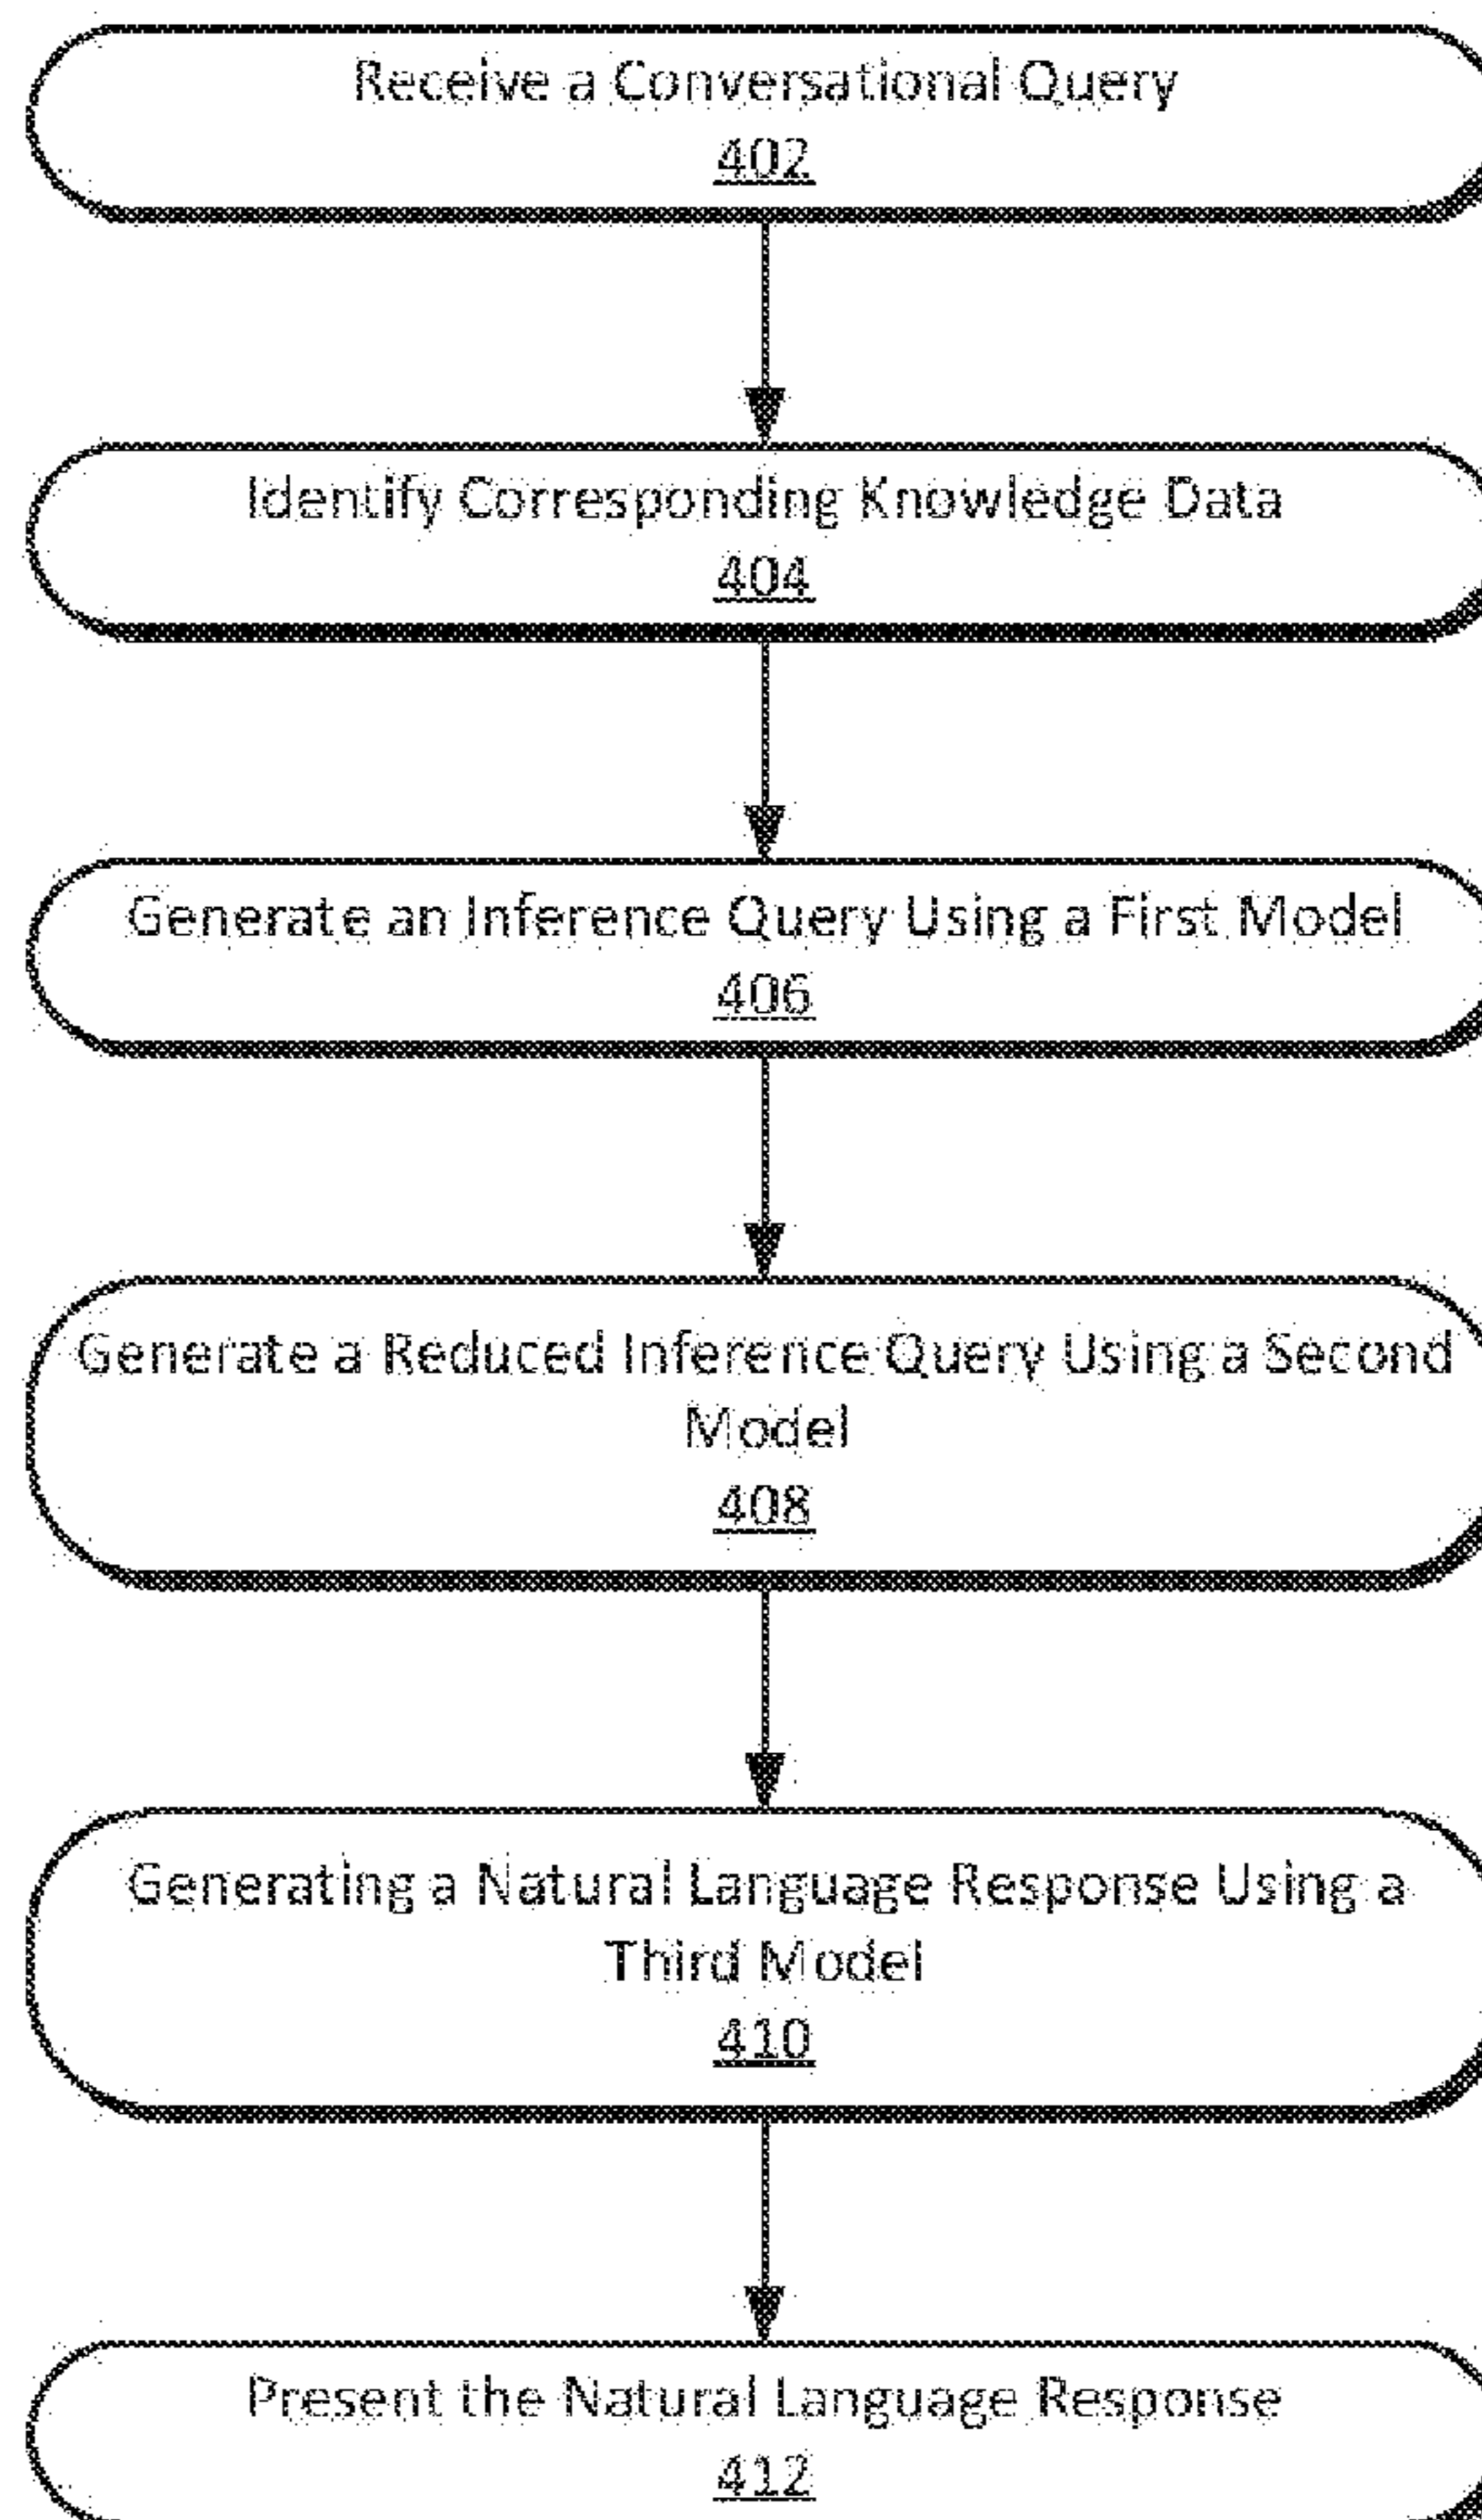 Receive a Conversational Query
402
Identify Corresponding Knowledge Data
404
Generate an Inference Query Using a First Model
406
Generate a Reduced Inference Query Using a Second
Model
408
Generating a Natural Language Response Using a
Third Model
410
Present the Natural Language Response
412